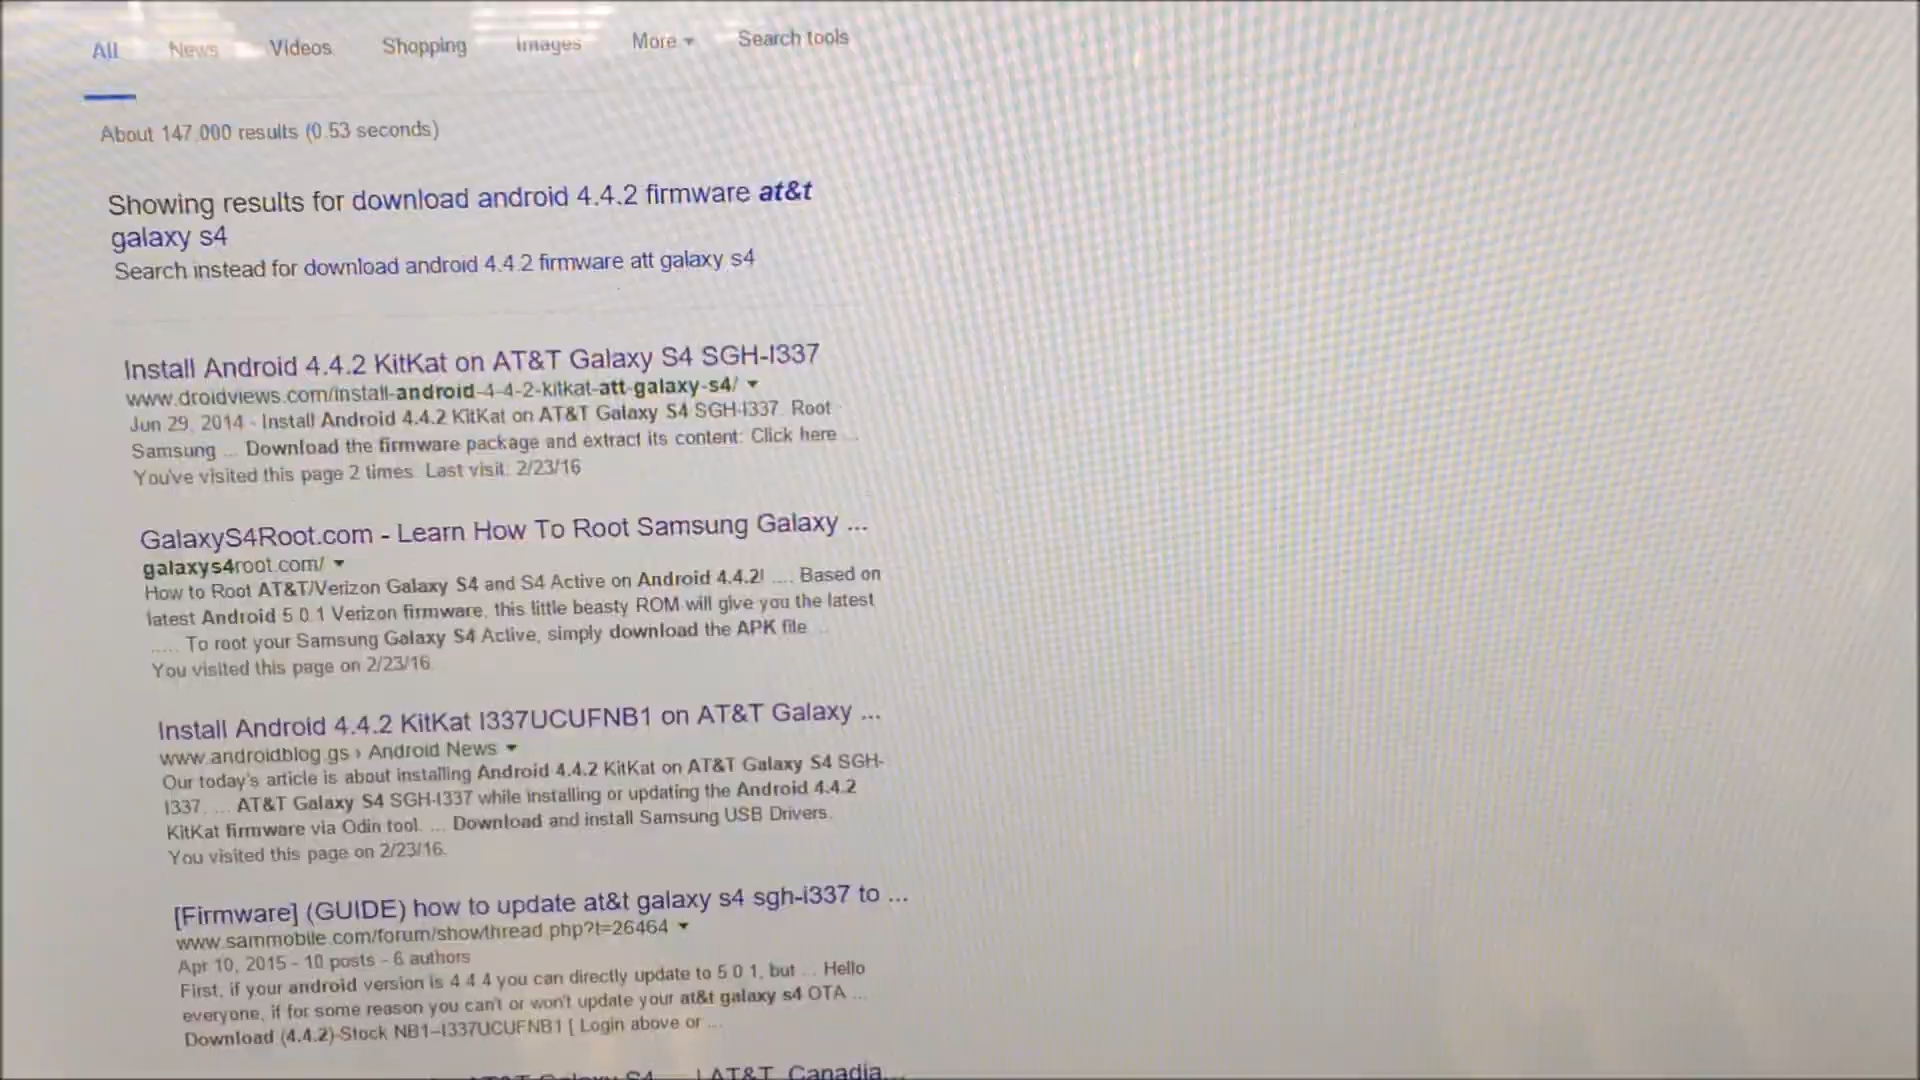 All News Videos Shopping Images More Search tools
About 147,000 results (0.53 seconds)
Showing results for download android 4.4.2 firmware at&t
galaxy s4
Search instead for download android 4.4.2 firmware att galaxy s4
Install Android 4.4.2 KitKat on AT&T Galaxy S4 SGH-I337
www.droidviews.com/install-android-4-4-2-kitkat-att-galaxy-s4/
Jun 29, 2014 - Install Android 4.4.2 KitKat on AT&T Galaxy S4 SGH-I337. Root
Samsung ... Download the firmware package and extract its content: Click here ...
You've visited this page 2 times. Last visit: 2/23/16
GalaxyS4Root.com - Learn How To Root Samsung Galaxy ...
galaxys4root.com/
How to Root AT&T/Verizon Galaxy S4 and S4 Active on Android 4.4.2! .... Based on
latest Android 5.0.1 Verizon firmware, this little beasty ROM will give you the latest
..... To root your Samsung Galaxy S4 Active, simply download the APK file ...
You visited this page on 2/23/16.
Install Android 4.4.2 KitKat I337UCUFNB1 on AT&T Galaxy ...
www.androidblog.gs › Android News
Our today's article is about installing Android 4.4.2 KitKat on AT&T Galaxy S4 SGH-
I337. ... AT&T Galaxy S4 SGH-I337 while installing or updating the Android 4.4.2
KitKat firmware via Odin tool. ... Download and install Samsung USB Drivers.
You visited this page on 2/23/16.
[Firmware] (GUIDE) how to update at&t galaxy s4 sgh-i337 to ...
www.sammobile.com/forum/showthread.php?t=26464
Apr 10, 2015 - 10 posts - 6 authors
First, if your android version is 4.4.4 you can directly update to 5.0.1, but ... Hello
everyone, if for some reason you can't or won't update your at&t galaxy s4 OTA ...
Download (4.4.2)-Stock NB1--I337UCUFNB1 [ Login above or ...
AT&T Galaxy S4 AT&T, Canadia...